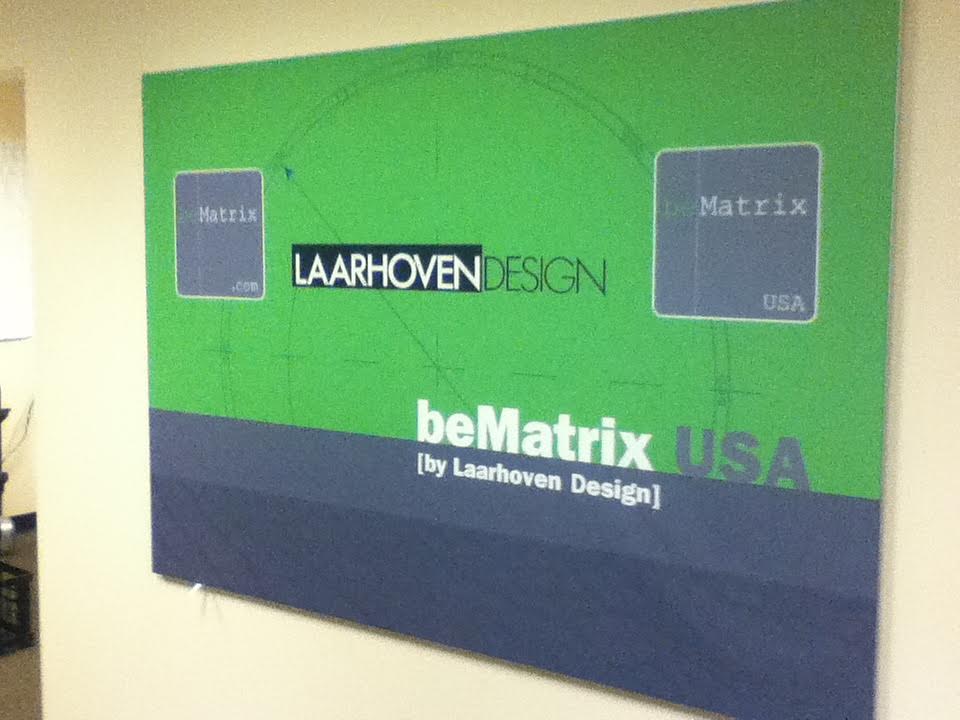 beMatrix
.com
LAARHOVENDESIGN
beMatrix
USA
beMatrix USA
[by Laarhoven Design]